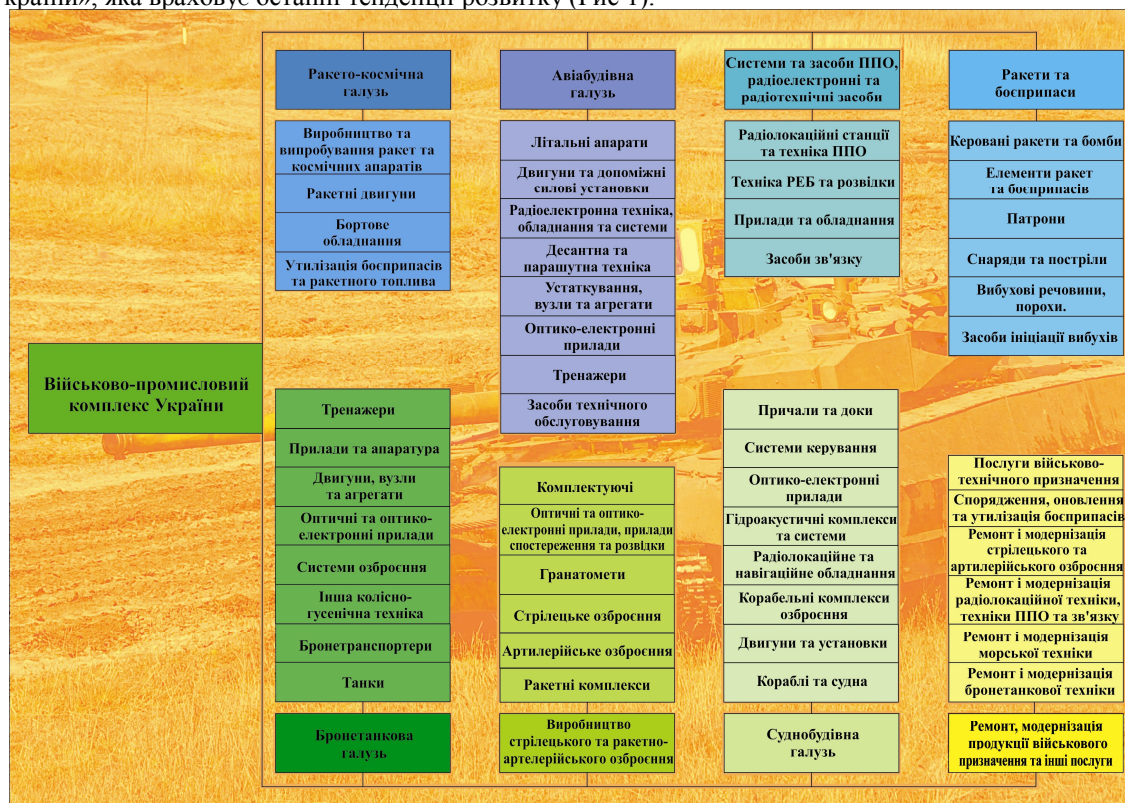 країни», яка враховує останні тенденції розвитку (Рис 1).
Військово-промисловий
комплекс України
Ракето-космічна
галузь
Виробництво та
випробування ракет та
космічних апаратів
Ракетні двигуни
Бортове
обладнання
Утилізація боєприпасів
та ракетного топлива
Авіабудівна
галузь
Літальні апарати
Двигуни та допоміжні
силові установки
Радіоелектронна техніка,
обладнання та системи
Десантна та
парашутна техніка
Устаткування,
вузли та агрегати
Оптико-електронні
прилади
Тренажери
Засоби технічного
обслуговування
Системи та засоби ППО,
радіоелектронні та
радіотехнічні засоби
Радіолокаційні станції
та техніка ППО
Техніка РЕБ та розвідки
Прилади та обладнання
Засоби зв'язку
Ракети та
боєприпаси
Керовані ракети та бомби
Елементи ракет
та боєприпасів
Патрони
Снаряди та постріли
Вибухові речовини,
порохи.
Засоби ініціації вибухів
Тренажери
Прилади та апаратура
Двигуни, вузли
та агрегати
Оптичні та оптико-
електронні прилади
Системи озброєння
Інша колісно-
гусенічна техніка
Бронетранспортери
Танки
Бронетанкова
галузь
Комплектуючі
Оптичні та оптико-
електронні прилади, прилади
спостереження та розвідки
Гранатомети
Стрілецьке озброєння
Артилерійське озброєння
Ракетні комплекси
Виробництво
стрілецького та ракетно-
артелерійського озброєння
Причали та доки
Системи керування
Оптико-електронні
прилади
Гідроакустичні комплекси
та системи
Радіолокаційне та
навігаційне обладнання
Корабельні комплекси
озброєння
Двигуни та установки
Кораблі та судна
Суднобудівна
галузь
Послуги військово-
технічного призначення
Спорядження, оновлення
та утилізація боєприпасів
Ремонт і модернізація
стрілецького та
артилерійського озброєння
Ремонт і модернізація
радіолокаційної техніки,
техніки ППО та зв'язку
Ремонт і модернізація
морської техніки
Ремонт і модернізація
бронетанкової техніки
Ремонт, модернізація
продукції військового
призначення та інші послуги